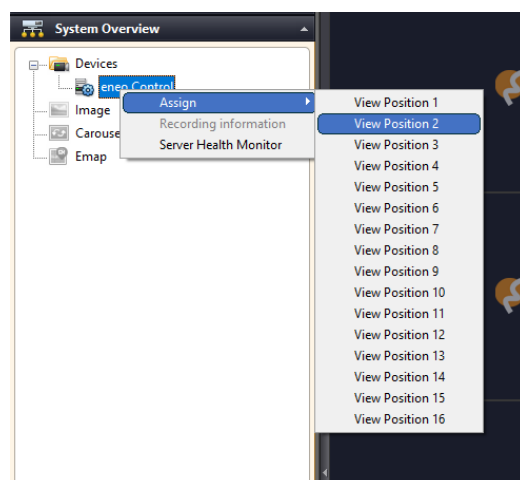 System Overview
Devices
eneo Control
Image
Carouse
Emap
Assign
Recording information
Server Health Monitor
View Position 1
View Position 2
View Position 3
View Position 4
View Position 5
View Position 6
View Position 7
View Position 8
View Position 9
View Position 10
View Position 11
View Position 12
View Position 13
View Position 14
View Position 15
View Position 16